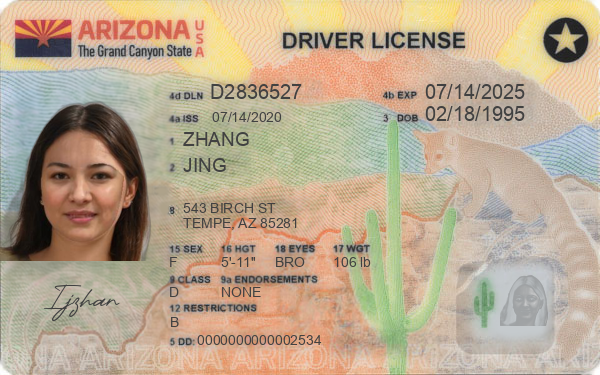 ARIZONA USA
The Grand Canyon State
DRIVER LICENSE
4d DLN D2836527
4b EXP 07/14/2025
4a ISS 07/14/2020
3 DOB 02/18/1995
1 ZHANG
2 JING
8 543 BIRCH ST
TEMPE, AZ 85281
15 SEX 16 HGT 18 EYES 17 WGT
F 5'-11" BRO 106 lb
9 CLASS 9a ENDORSEMENTS
D NONE
12 RESTRICTIONS
B
5 DD: 0000000000002534
ARIZONA ARIZONA ARIZONA ARIZONA